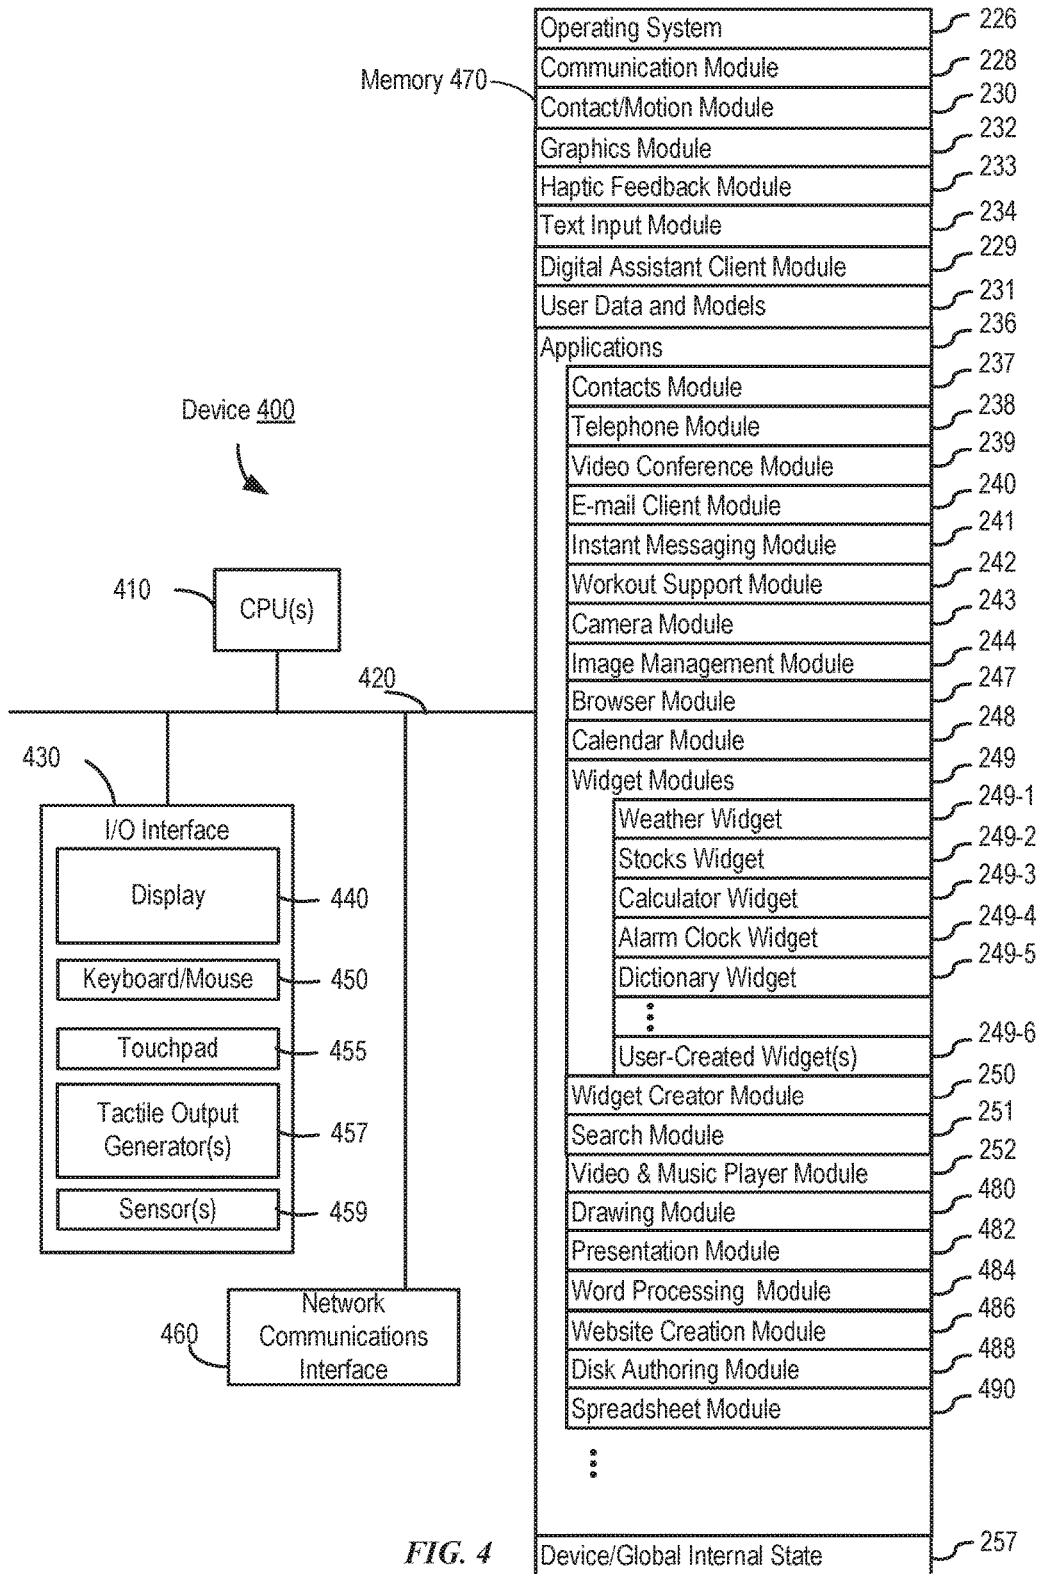 Operating System 226
Communication Module 228
Memory 470
Contact/Motion Module 230
Graphics Module 232
Haptic Feedback Module 233
Text Input Module 234
Digital Assistant Client Module 229
User Data and Models 231
Applications 236
Contacts Module 237
Telephone Module 238
Video Conference Module 239
E-mail Client Module 240
Instant Messaging Module 241
Workout Support Module 242
Camera Module 243
Image Management Module 244
Browser Module 247
Calendar Module 248
Widget Modules 249
Weather Widget 249-1
Stocks Widget 249-2
Calculator Widget 249-3
Alarm Clock Widget 249-4
Dictionary Widget 249-5
User-Created Widget(s) 249-6
Widget Creator Module 250
Search Module 251
Video & Music Player Module 252
Drawing Module 480
Presentation Module 482
Word Processing Module 484
Website Creation Module 486
Disk Authoring Module 488
Spreadsheet Module 490
Device/Global Internal State 257
Device 400
410
CPU(s)
420
430
I/O Interface
Display 440
Keyboard/Mouse 450
Touchpad 455
Tactile Output
Generator(s) 457
Sensor(s) 459
460
Network
Communications
Interface
FIG. 4